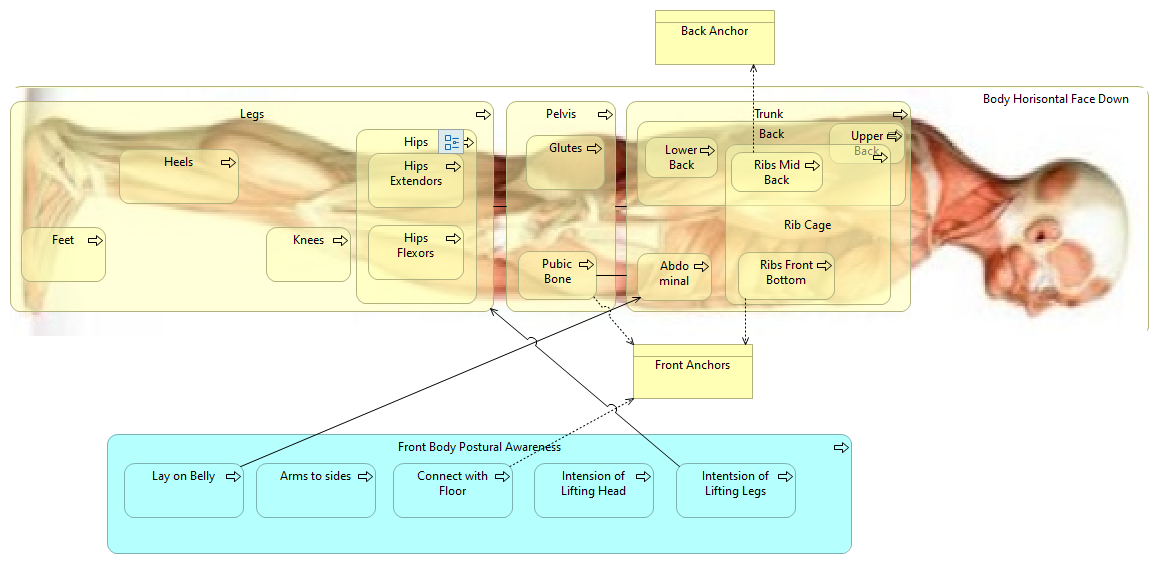 Back Anchor
Body Horisontal Face Down
Legs
Pelvis
Trunk
Back
Hips
Glutes
Lower
Back
Upper
Back
Heels
Hips
Extendors
Ribs Mid
Back
Rib Cage
Feet
Knees
Hips
Flexors
Pubic
Bone
Abdo
minal
Ribs Front
Bottom
Front Anchors
Front Body Postural Awareness
Lay on Belly
Arms to sides
Connect with
Floor
Intension of
Lifting Head
Intentsion of
Lifting Legs